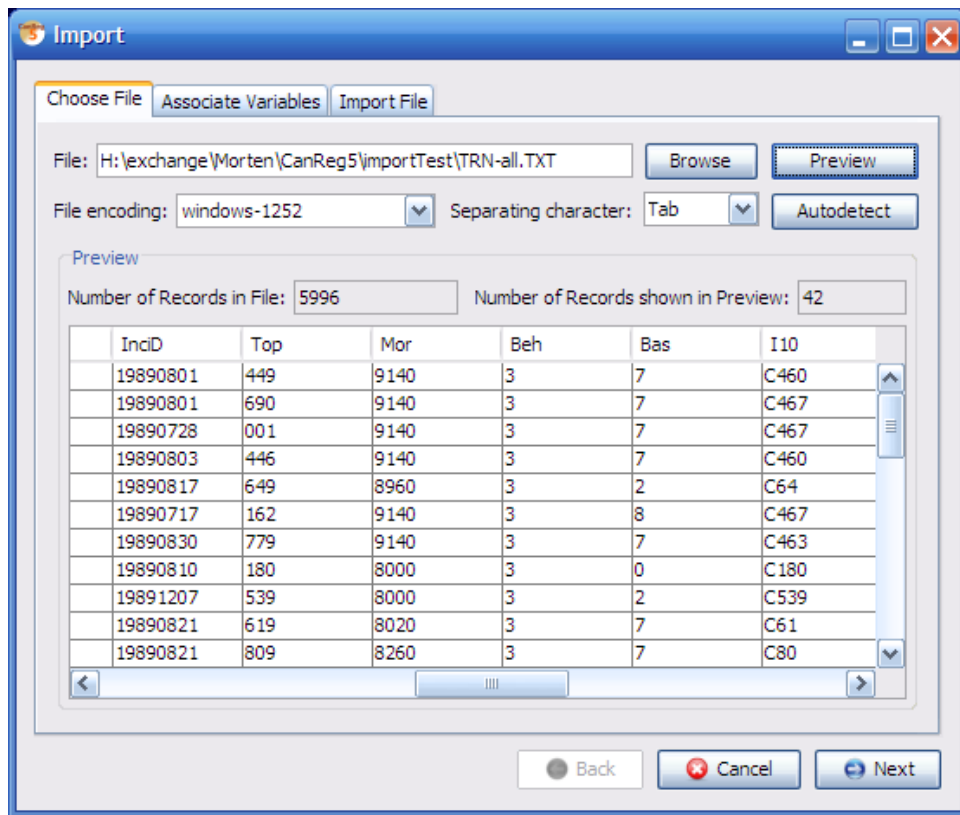 Import
Choose File Associate Variables Import File
File: H:\exchange\Morten\CanReg5\importTest\TRN-all.TXT Browse Preview
File encoding: windows-1252 Separating character: Tab Autodetect
Preview
Number of Records in File: 5996 Number of Records shown in Preview: 42
InciD Top Mor Beh Bas I10
19890801 449 9140 3 7 C460
19890801 690 9140 3 7 C467
19890728 001 9140 3 7 C467
19890803 446 9140 3 7 C460
19890817 649 8960 3 2 C64
19890717 162 9140 3 8 C467
19890830 779 9140 3 7 C463
19890810 180 8000 3 0 C180
19891207 539 8000 3 2 C539
19890821 619 8020 3 7 C61
19890821 809 8260 3 7 C80
Back Cancel Next